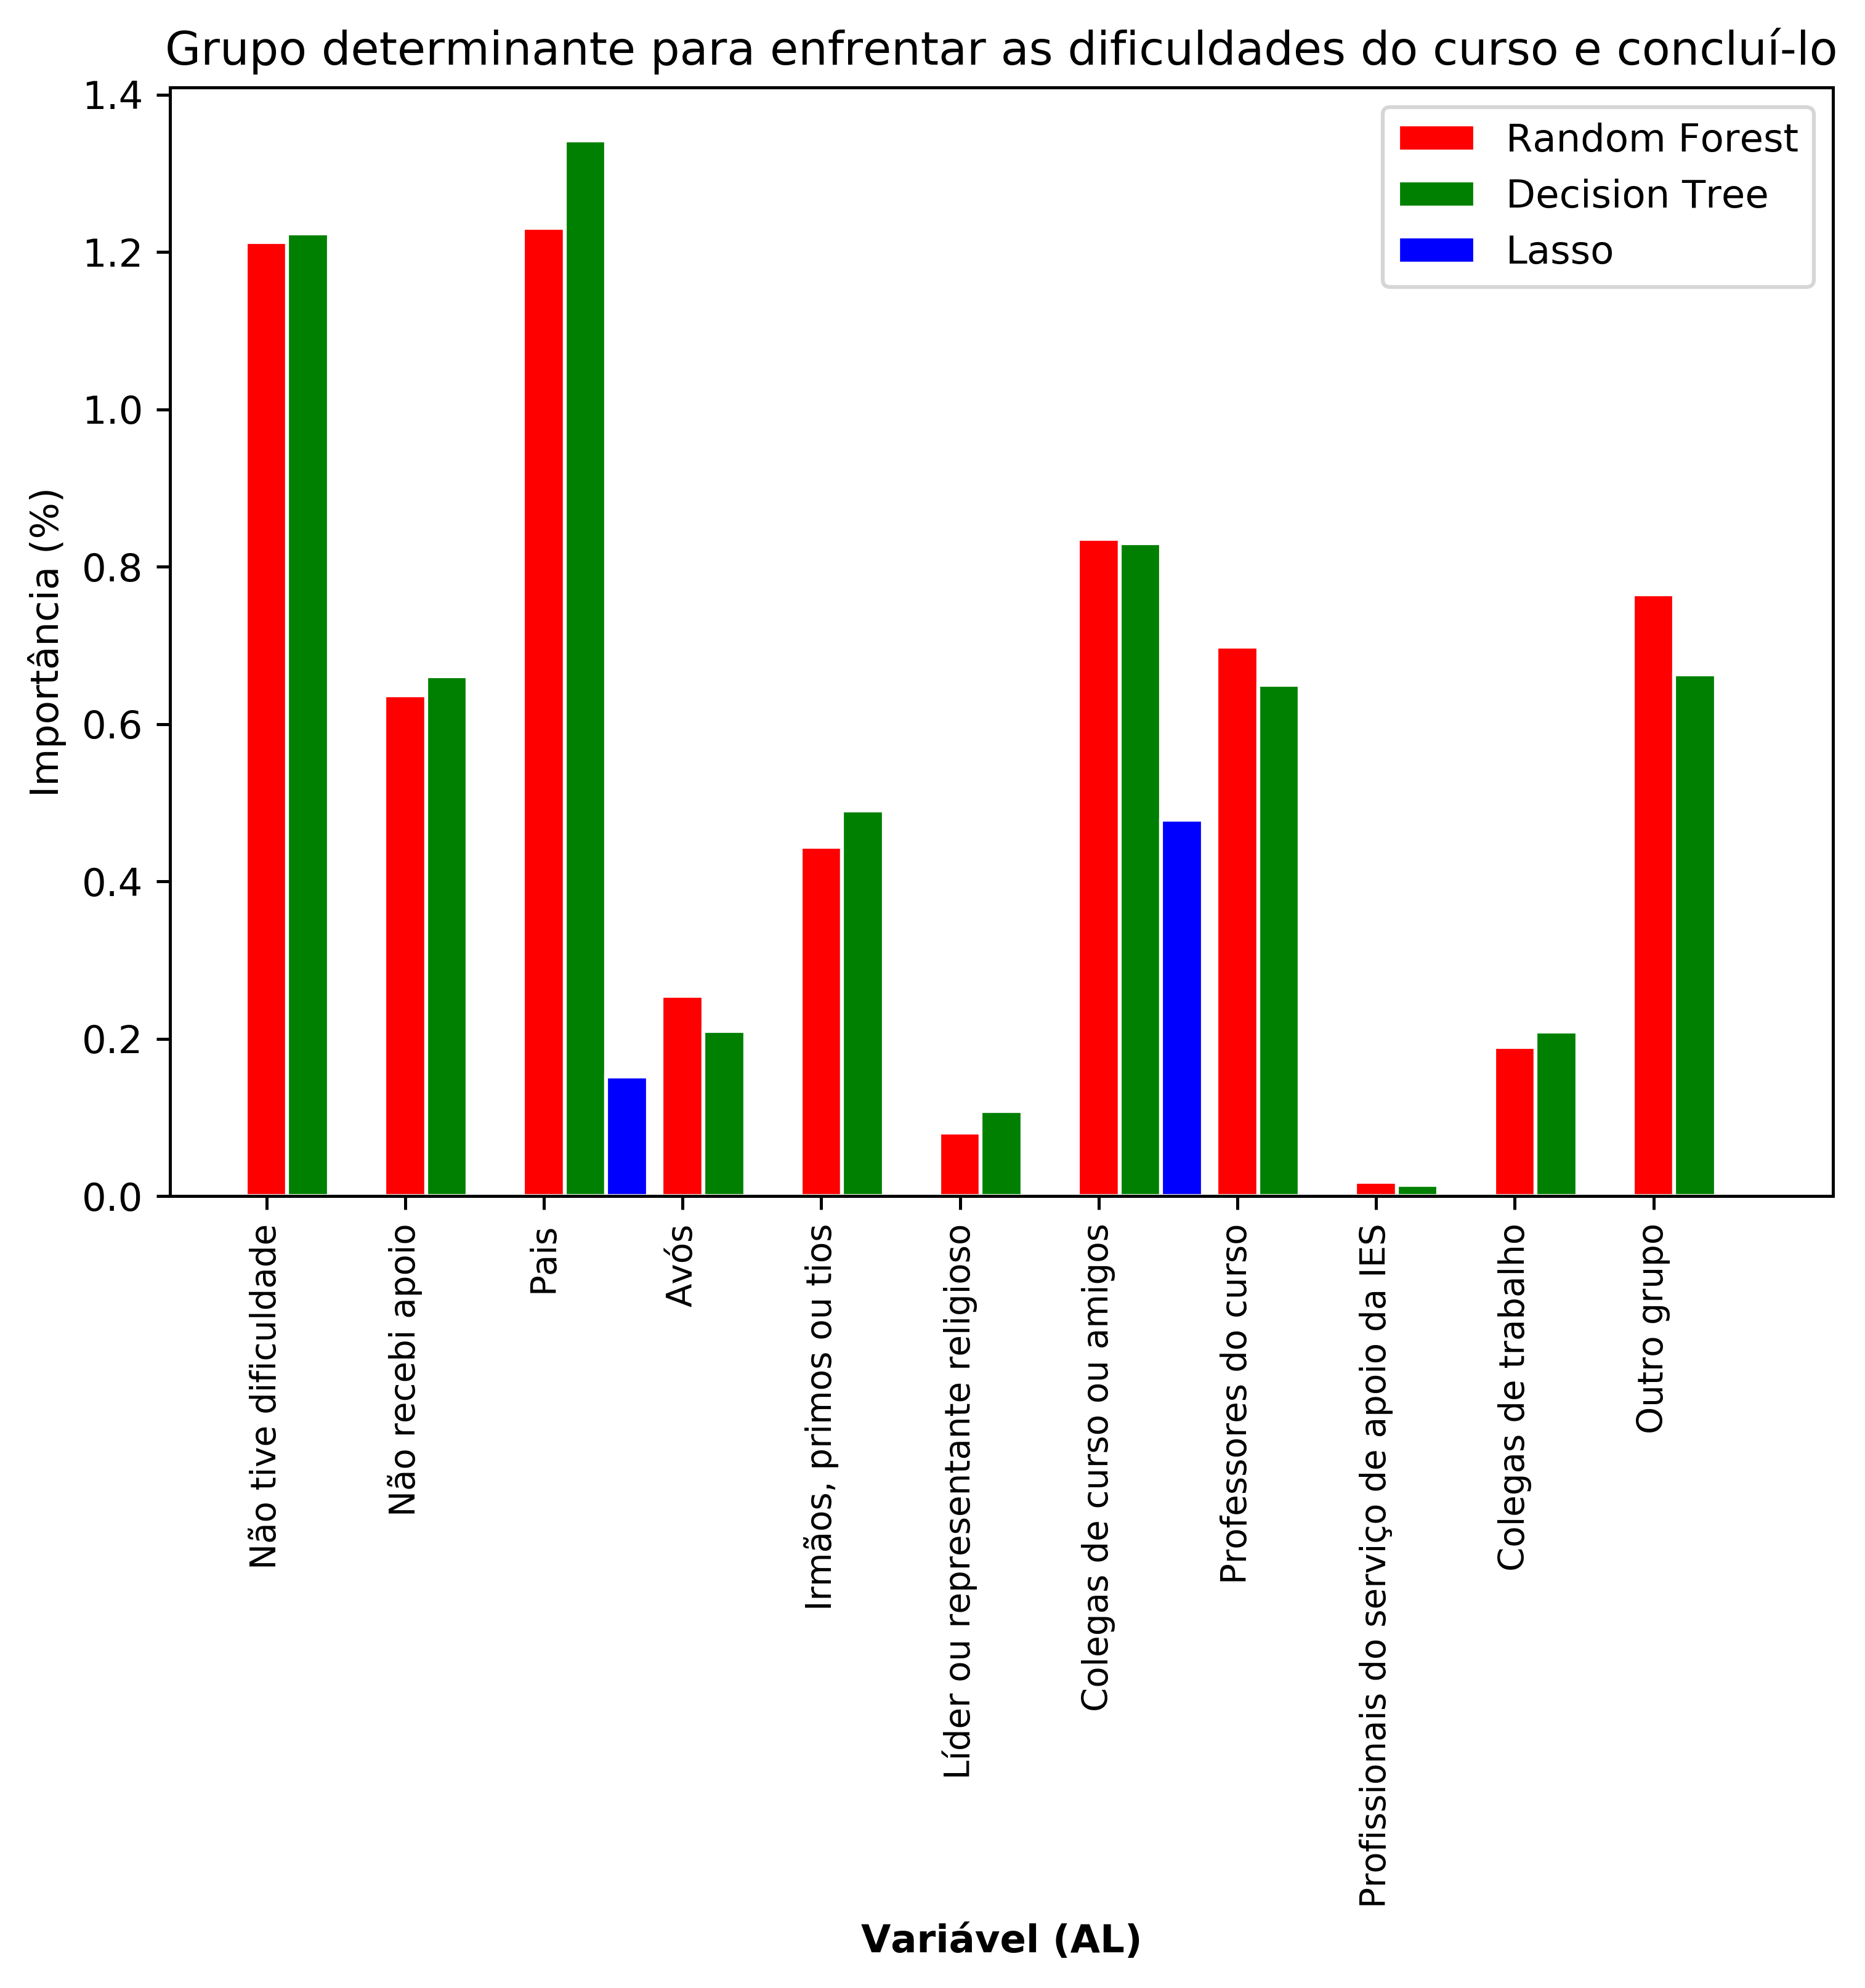 Grupo determinante para enfrentar as dificuldades do curso e concluí-lo
Random Forest
Decision Tree
Lasso
Importância (%)
1.4
1.2
1.0
0.8
0.6
0.4
0.2
0.0
Não tive dificuldade
Não recebi apoio
Pais
Avós
Irmãos, primos ou tios
Líder ou representante religioso
Colegas de curso ou amigos
Professores do curso
Profissionais do serviço de apoio da IES
Colegas de trabalho
Outro grupo
Variável (AL)